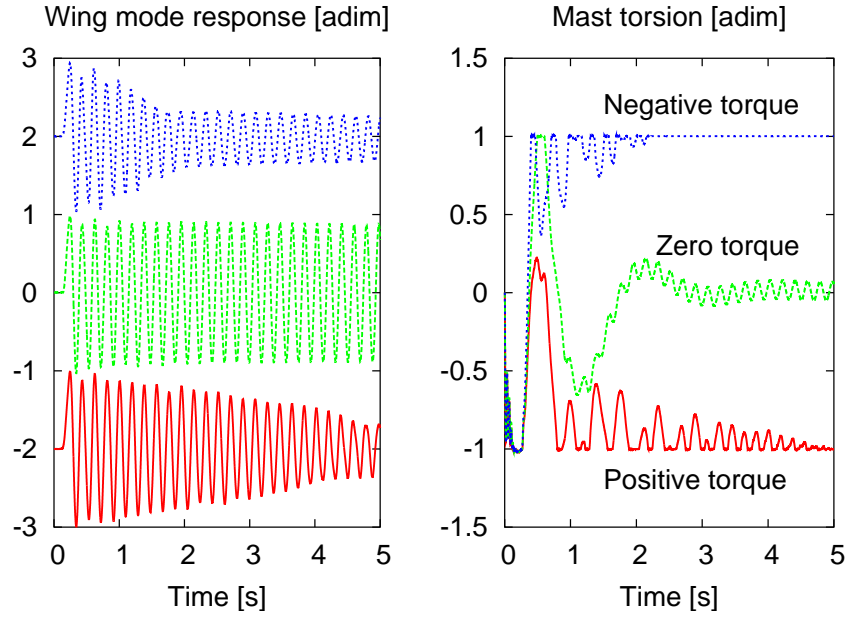 Wing mode response [adim]
3
2
1
0
-1
-2
-3
0 1 2 3 4 5
Time [s]
Mast torsion [adim]
1.5
1
0.5
0
-0.5
-1
-1.5
0 1 2 3 4 5
Time [s]
Negative torque
Zero torque
Positive torque